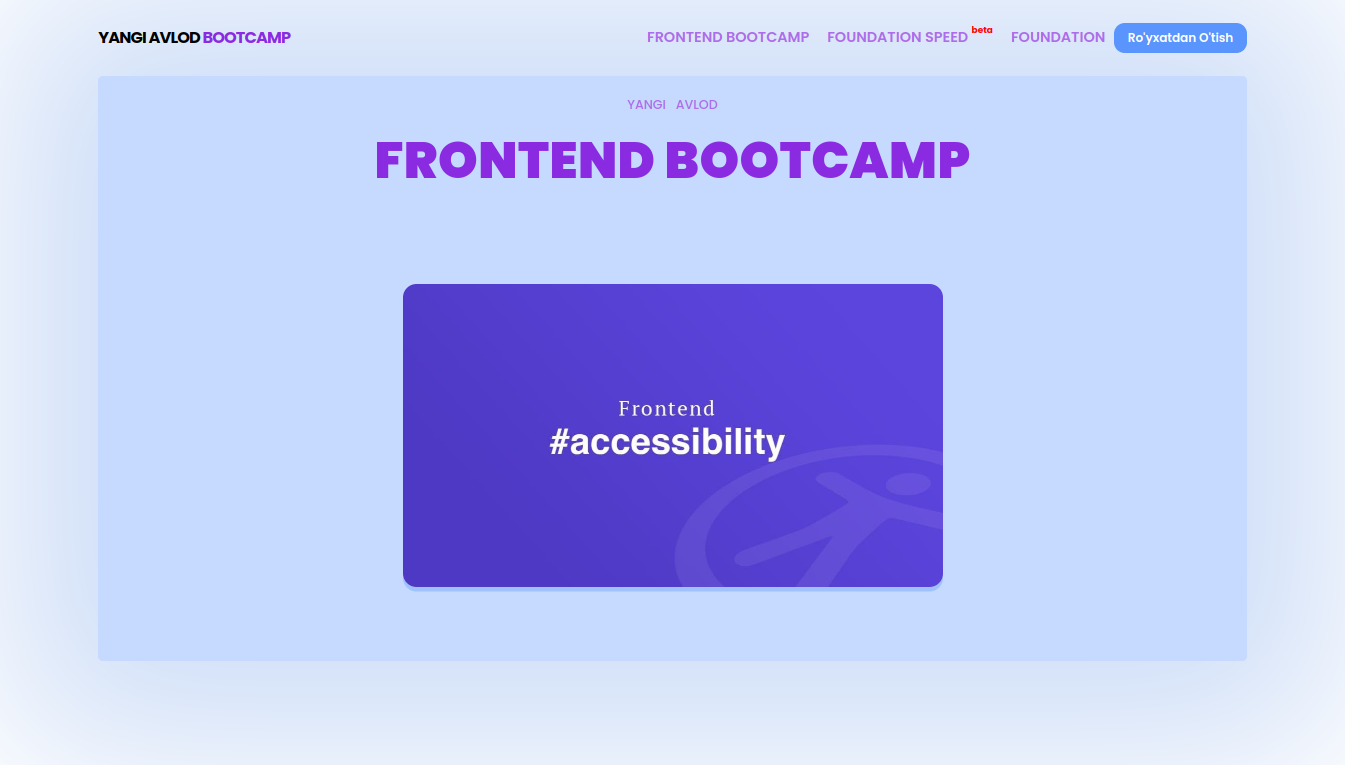 YANGI AVLOD BOOTCAMP
FRONTEND BOOTCAMP
FOUNDATION SPEED beta
FOUNDATION
Ro'yxatdan O'tish
YANGI AVLOD
FRONTEND BOOTCAMP
Frontend
#accessibility